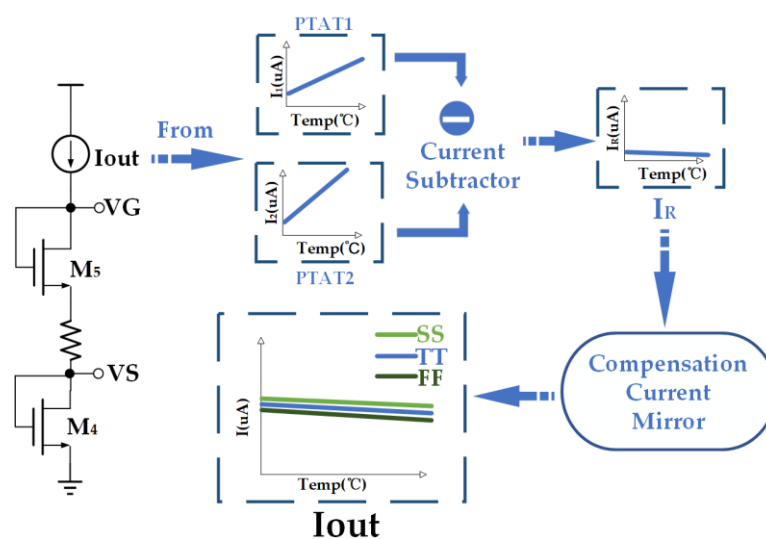 PTAT1
I₁(uA)
Temp(℃)
From
Iout
VG
M₅
VS
M₄
Current
Subtractor
I₂(uA)
Temp(℃)
PTAT2
IR(uA)
Temp(℃)
IR
Compensation
Current
Mirror
SS
TT
FF
I(uA)
Temp(℃)
Iout